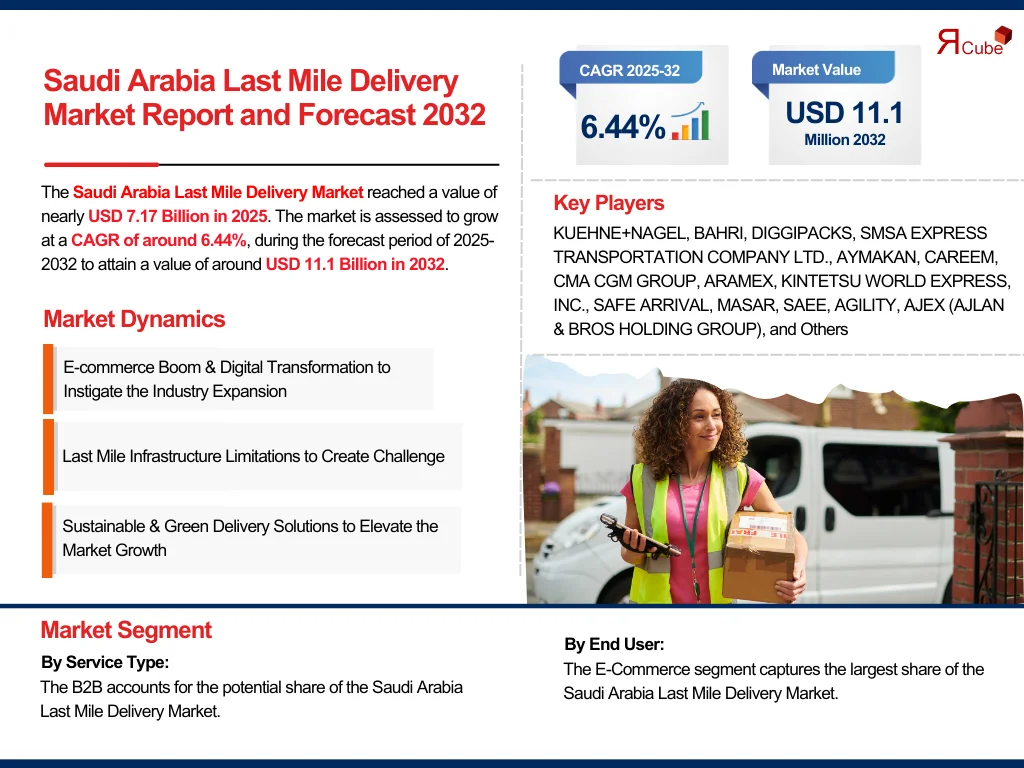 ЯCube
Saudi Arabia Last Mile Delivery
Market Report and Forecast 2032
CAGR 2025-32
6.44%
Market Value
USD 11.1
Million 2032
The Saudi Arabia Last Mile Delivery Market reached a value of
nearly USD 7.17 Billion in 2025. The market is assessed to grow
at a CAGR of around 6.44%, during the forecast period of 2025-
2032 to attain a value of around USD 11.1 Billion in 2032.
Market Dynamics
E-commerce Boom & Digital Transformation to
Instigate the Industry Expansion
Last Mile Infrastructure Limitations to Create Challenge
Sustainable & Green Delivery Solutions to Elevate the
Market Growth
Key Players
KUEHNE+NAGEL, BAHRI, DIGGIPACKS, SMSA EXPRESS
TRANSPORTATION COMPANY LTD., AYMAKAN, CAREEM,
CMA CGM GROUP, ARAMEX, KINTETSU WORLD EXPRESS,
INC., SAFE ARRIVAL, MASAR, SAEE, AGILITY, AJEX (AJLAN
& BROS HOLDING GROUP), and Others
Market Segment
By Service Type:
The B2B accounts for the potential share of the Saudi Arabia
Last Mile Delivery Market.
By End User:
The E-Commerce segment captures the largest share of the
Saudi Arabia Last Mile Delivery Market.